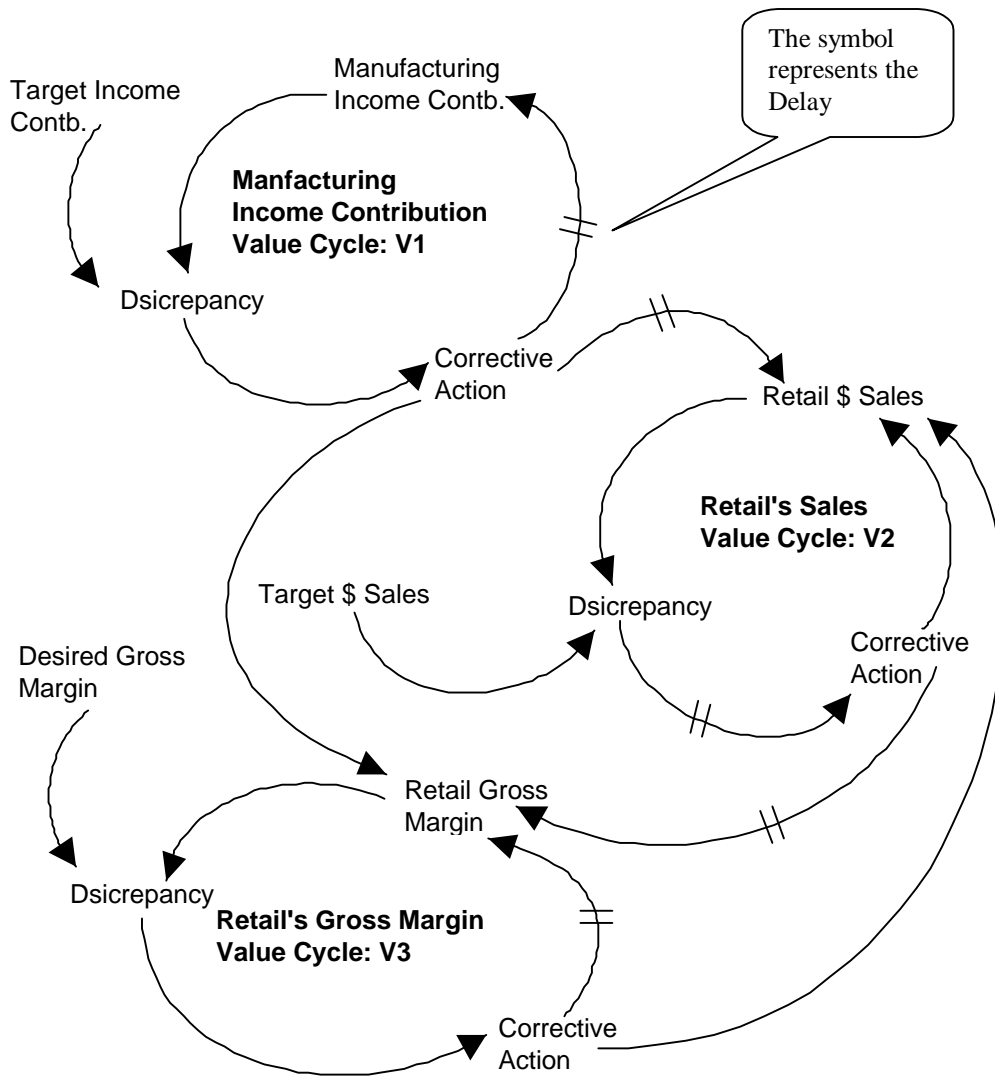 The symbol
represents the
Delay
Manufacturing
Income Contb.
Target Income
Contb.
Manfacturing
Income Contribution
Value Cycle: V1
Dsicrepancy
Corrective
Action
Retail $ Sales
Retail's Sales
Value Cycle: V2
Target $ Sales
Dsicrepancy
Corrective
Action
Desired Gross
Margin
Retail Gross
Margin
Dsicrepancy
Retail's Gross Margin
Value Cycle: V3
Corrective
Action